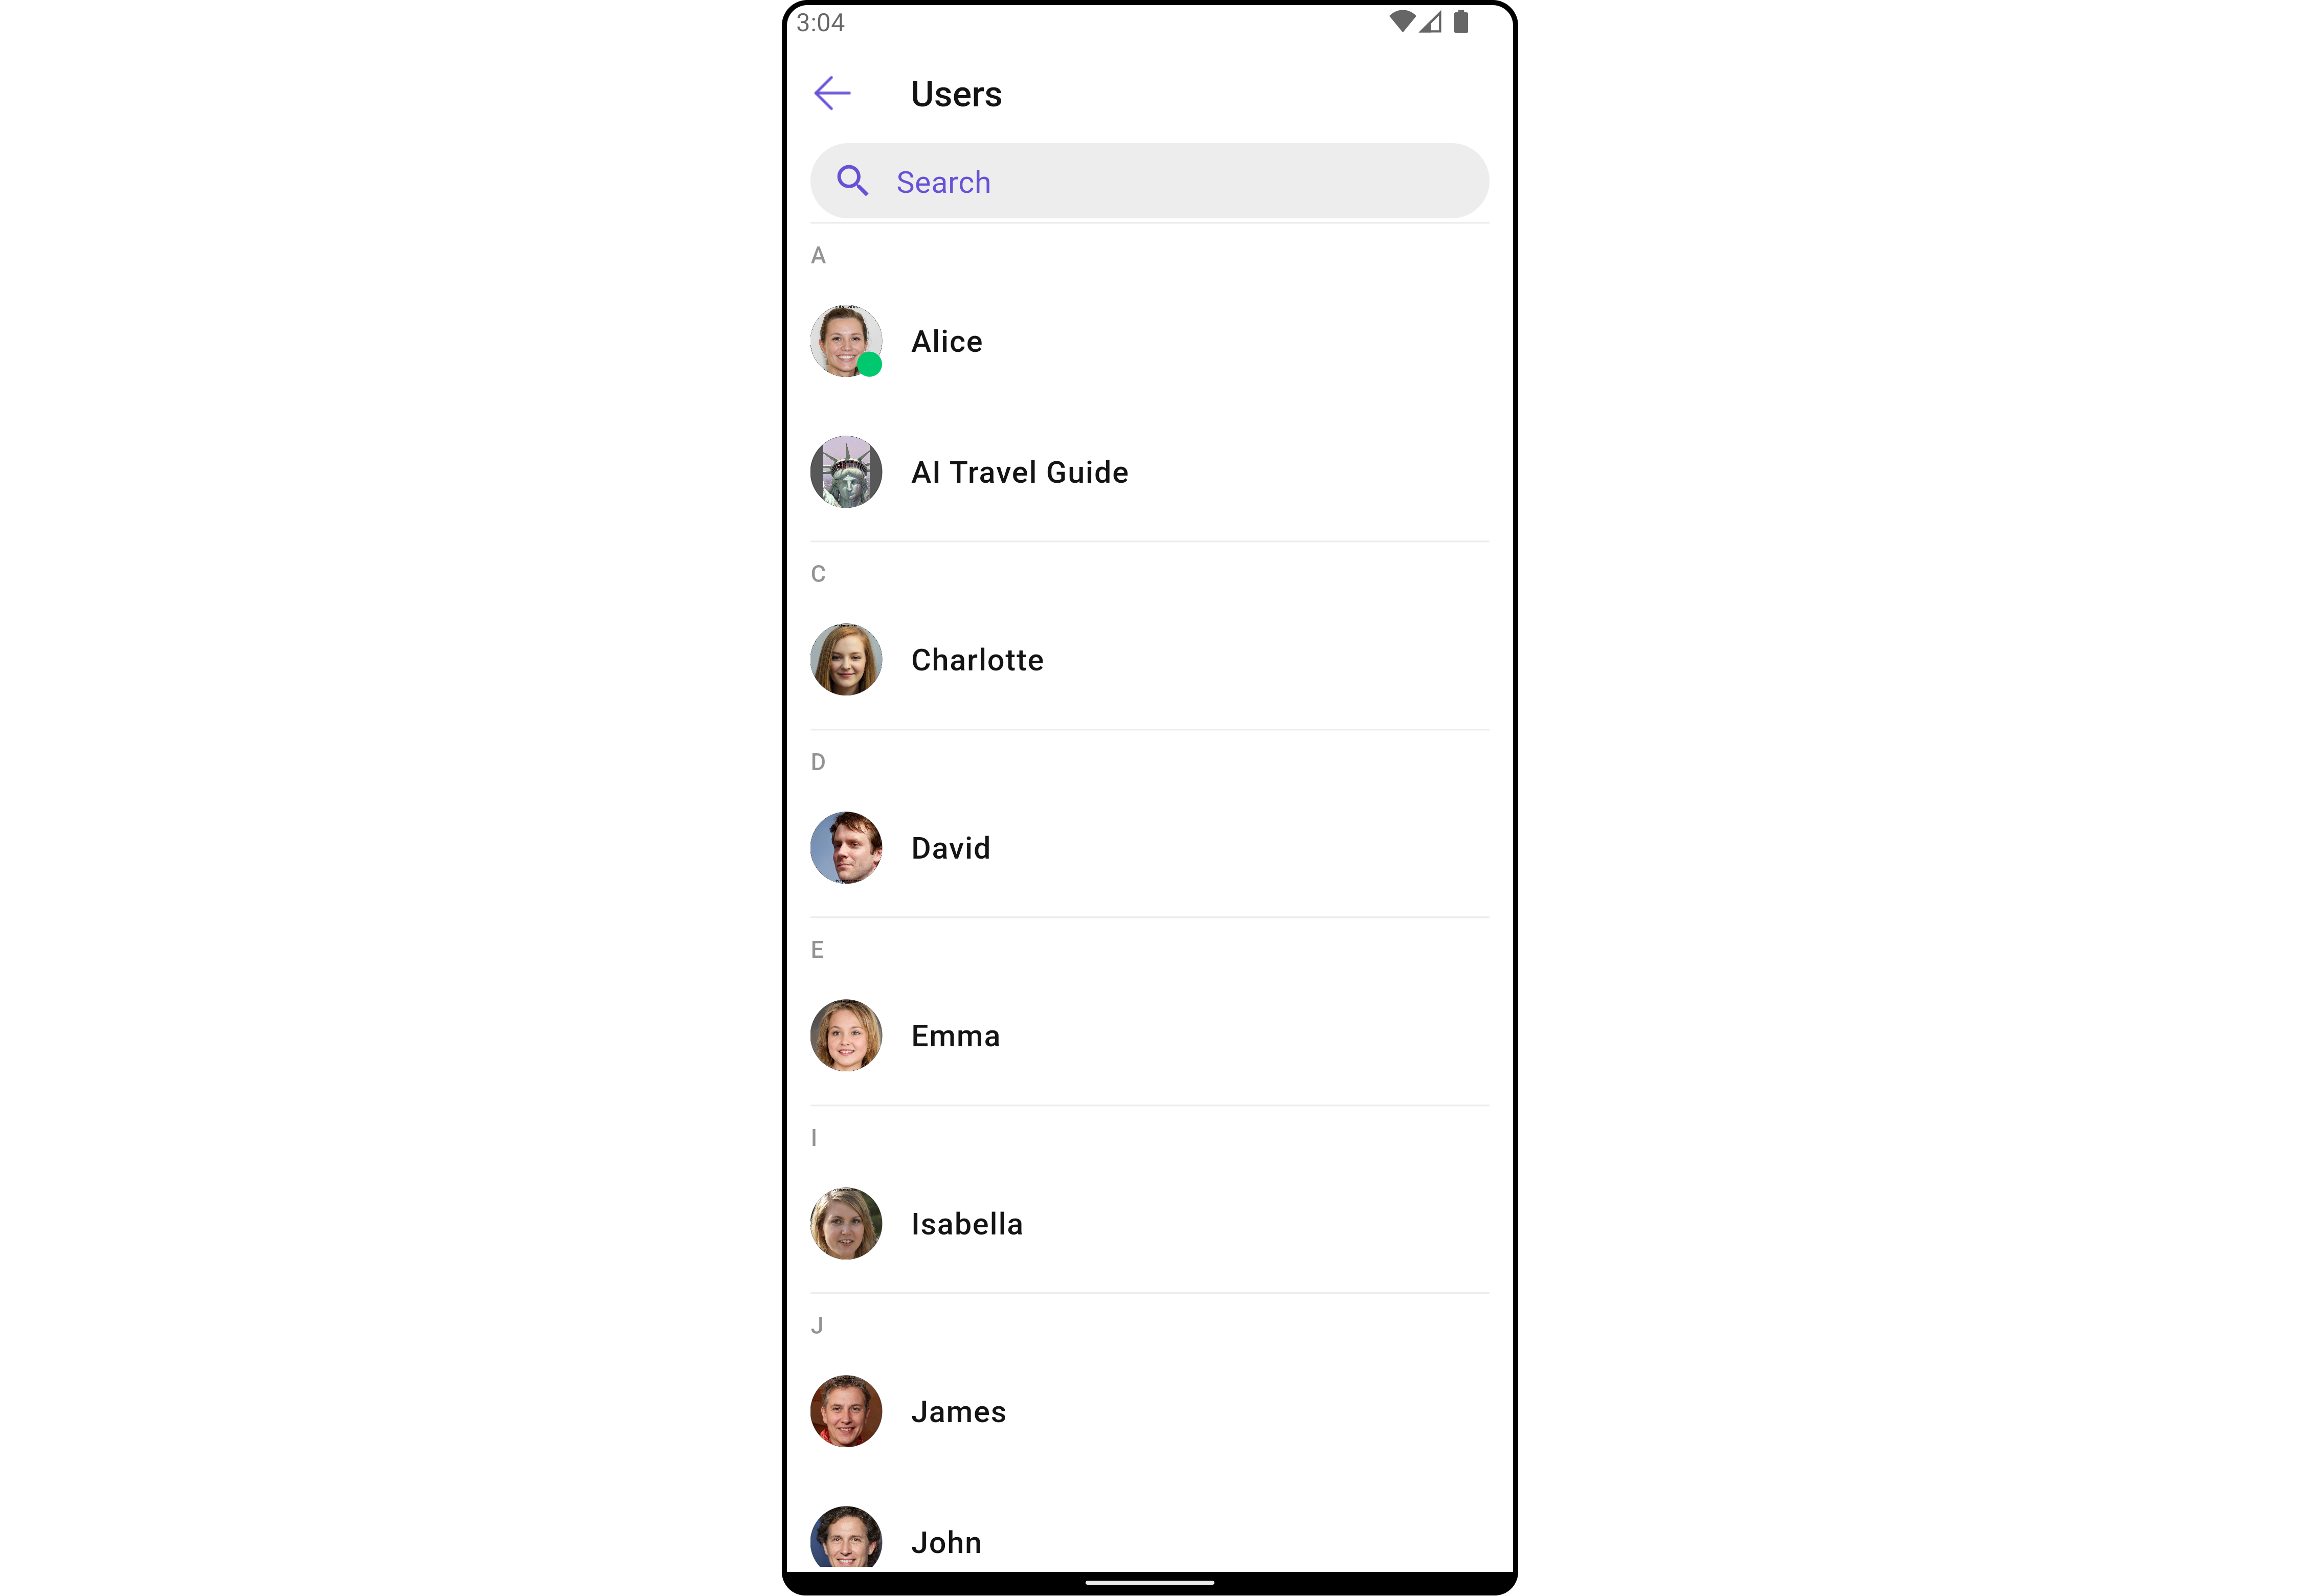 3:04
Users
Search
A
Alice
AI Travel Guide
C
Charlotte
D
David
E
Emma
I
Isabella
J
James
John